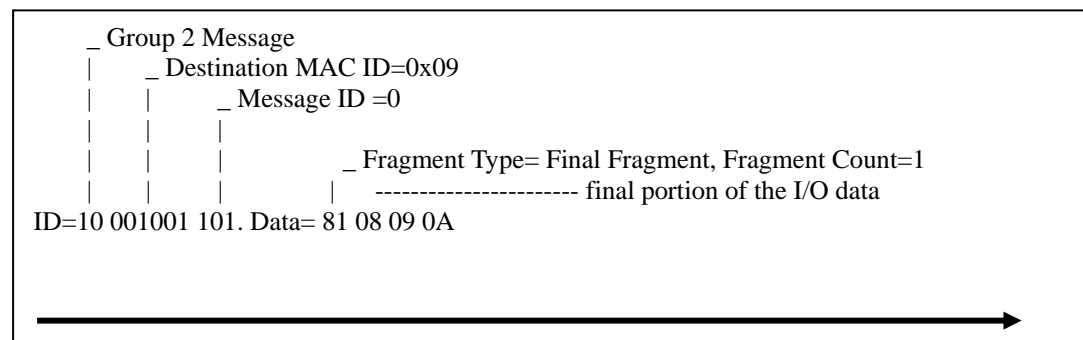 _ Group 2 Message
| _ Destination MAC ID=0x09
| | _ Message ID =0
| | |
| | | _ Fragment Type= Final Fragment, Fragment Count=1
| | | | ----------------------- final portion of the I/O data
ID=10 001001 101. Data= 81 08 09 0A